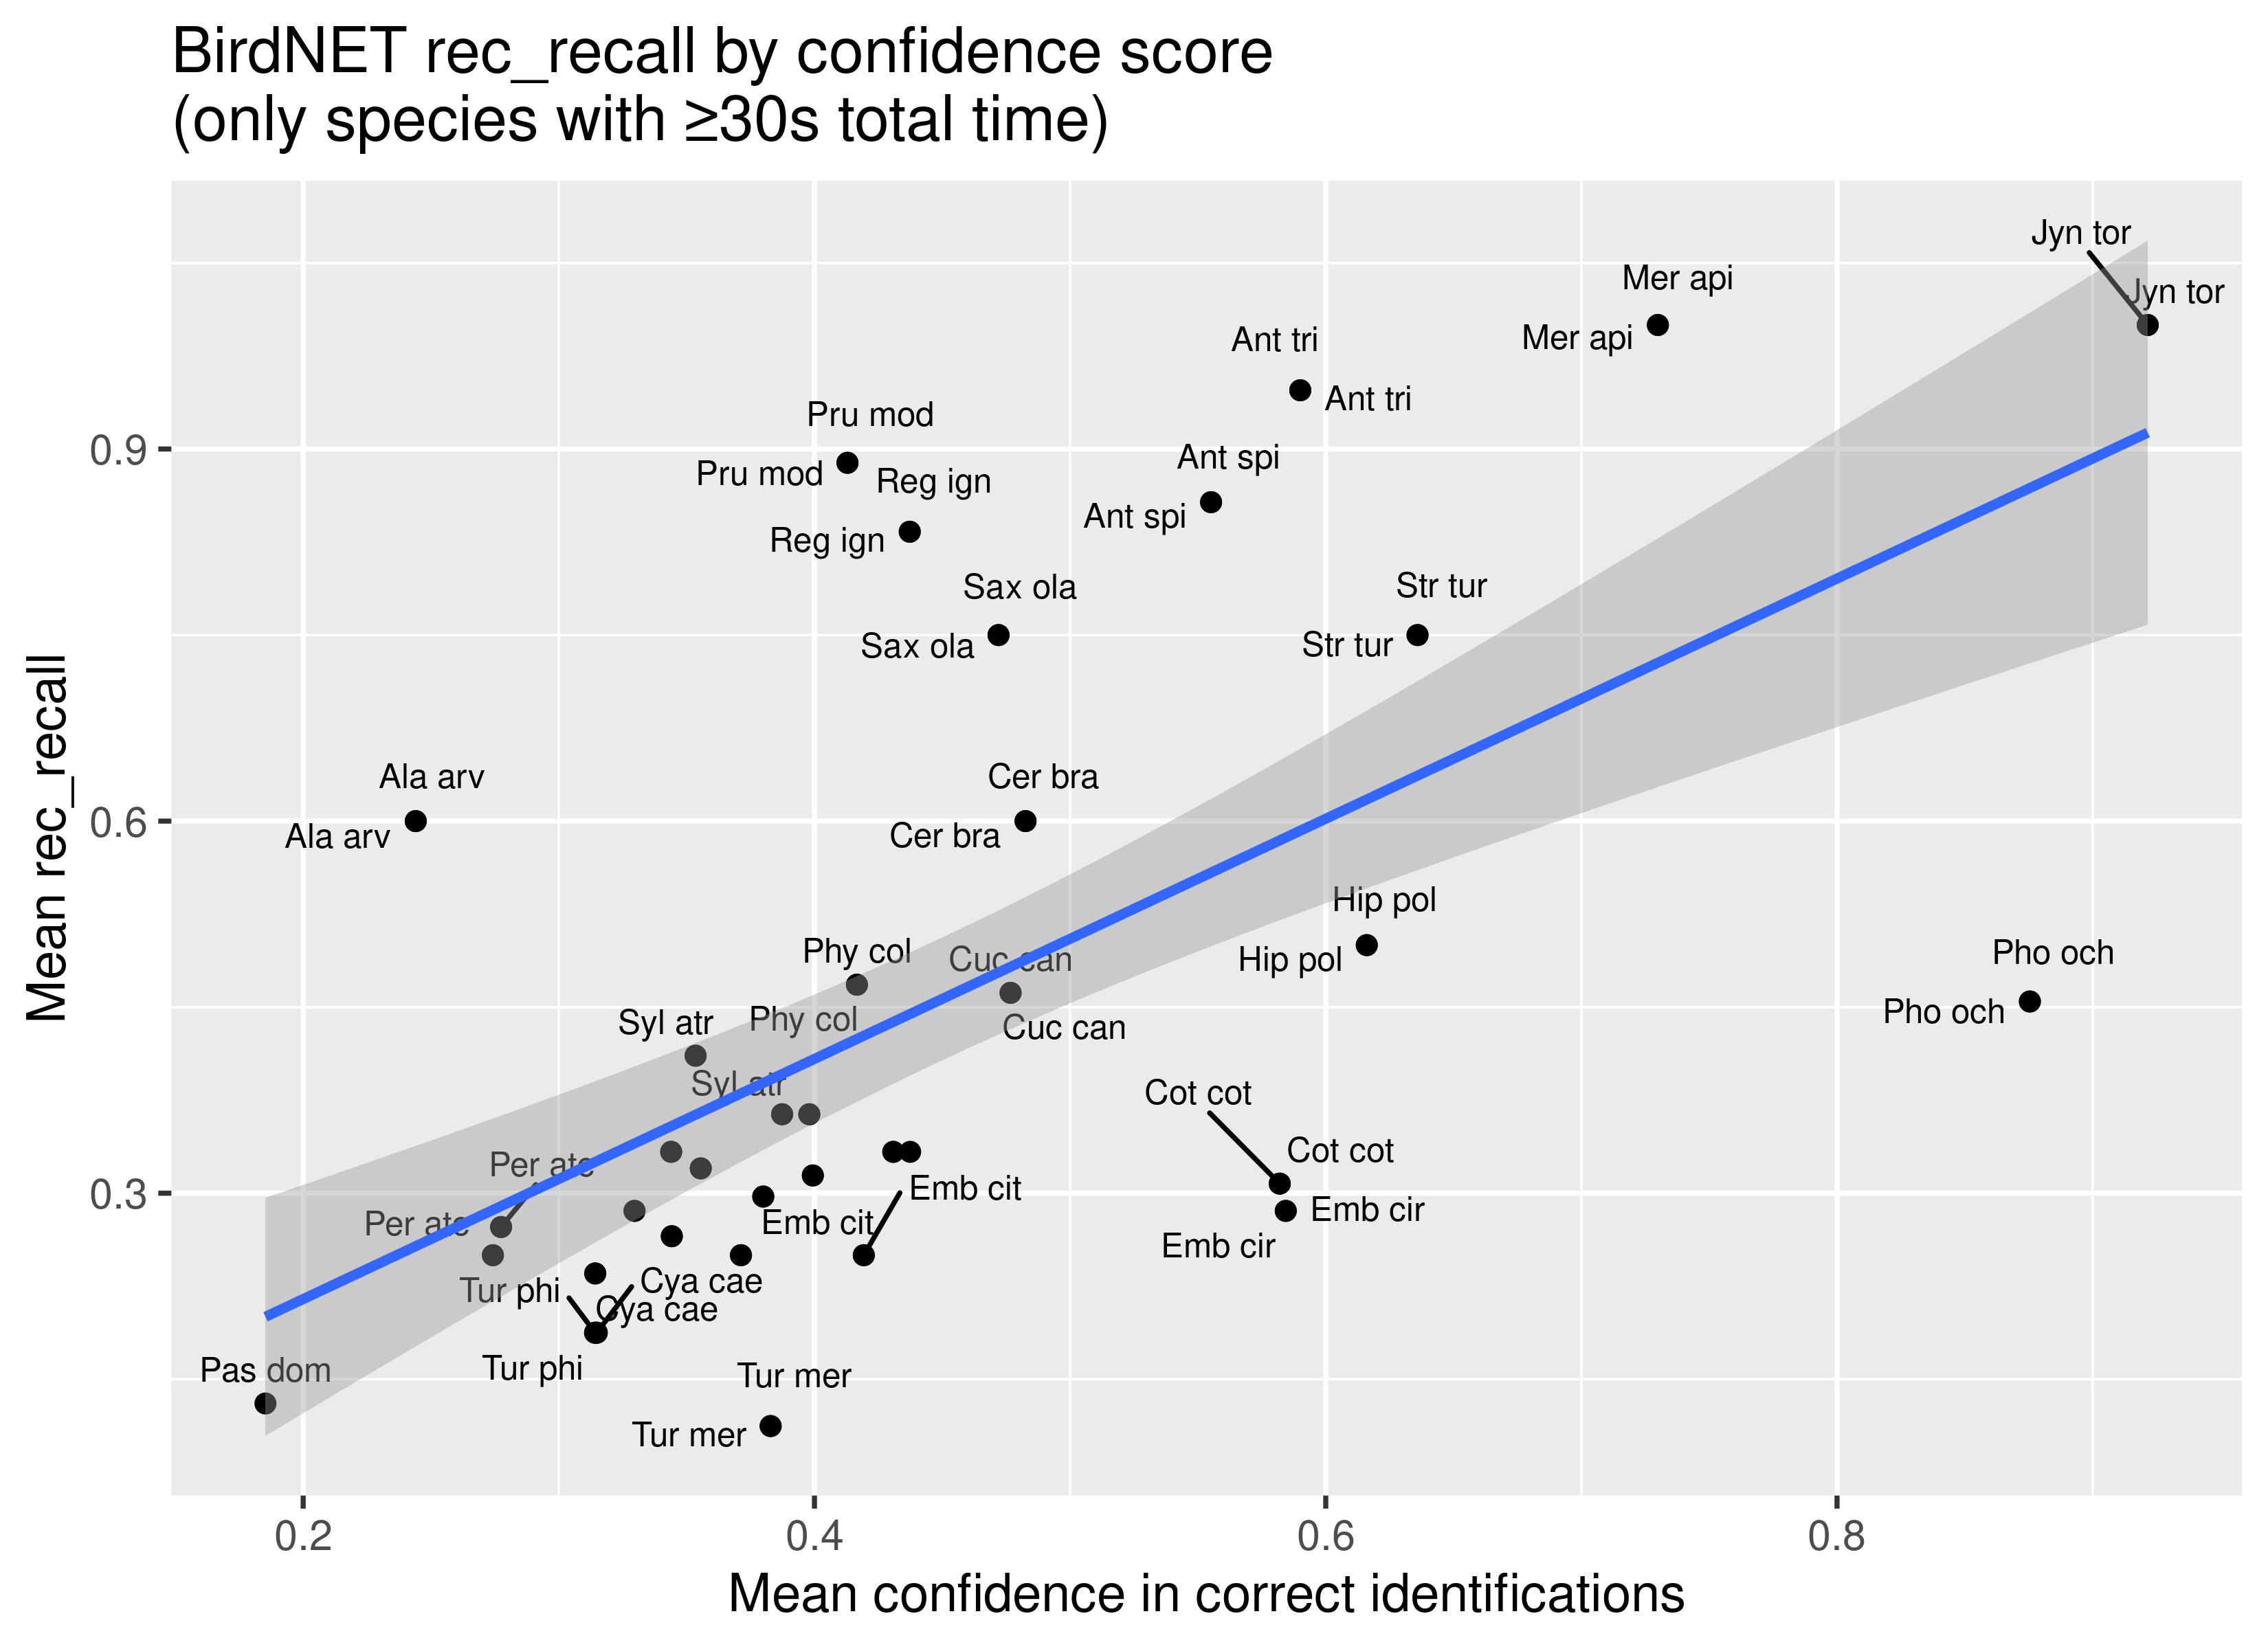 BirdNET rec_recall by confidence score
(only species with ≥30s total time)
Jyn tor
Mer api
Jyn tor
Ant tri
Mer api
Ant tri
Pru mod
0.9
Ant spi
Pru mod
Reg ign
Ant spi
Reg ign
Sax ola
Str tur
Sax ola
Str tur
Mean rec_recall
Ala arv
Cer bra
0.6
Ala arv
Cer bra
Hip pol
Phy col
Cuc can
Hip pol
Pho och
Syl atr
Phy col
Cuc can
Pho och
Syl atr
Cot cot
Cot cot
Per ate
0.3
Emb cit
Emb cir
Per ate
Emb cit
Emb cir
Tur phi
Cya cae
Cya cae
Pas dom
Tur phi
Tur mer
Tur mer
0.2
0.4
0.6
0.8
Mean confidence in correct identifications